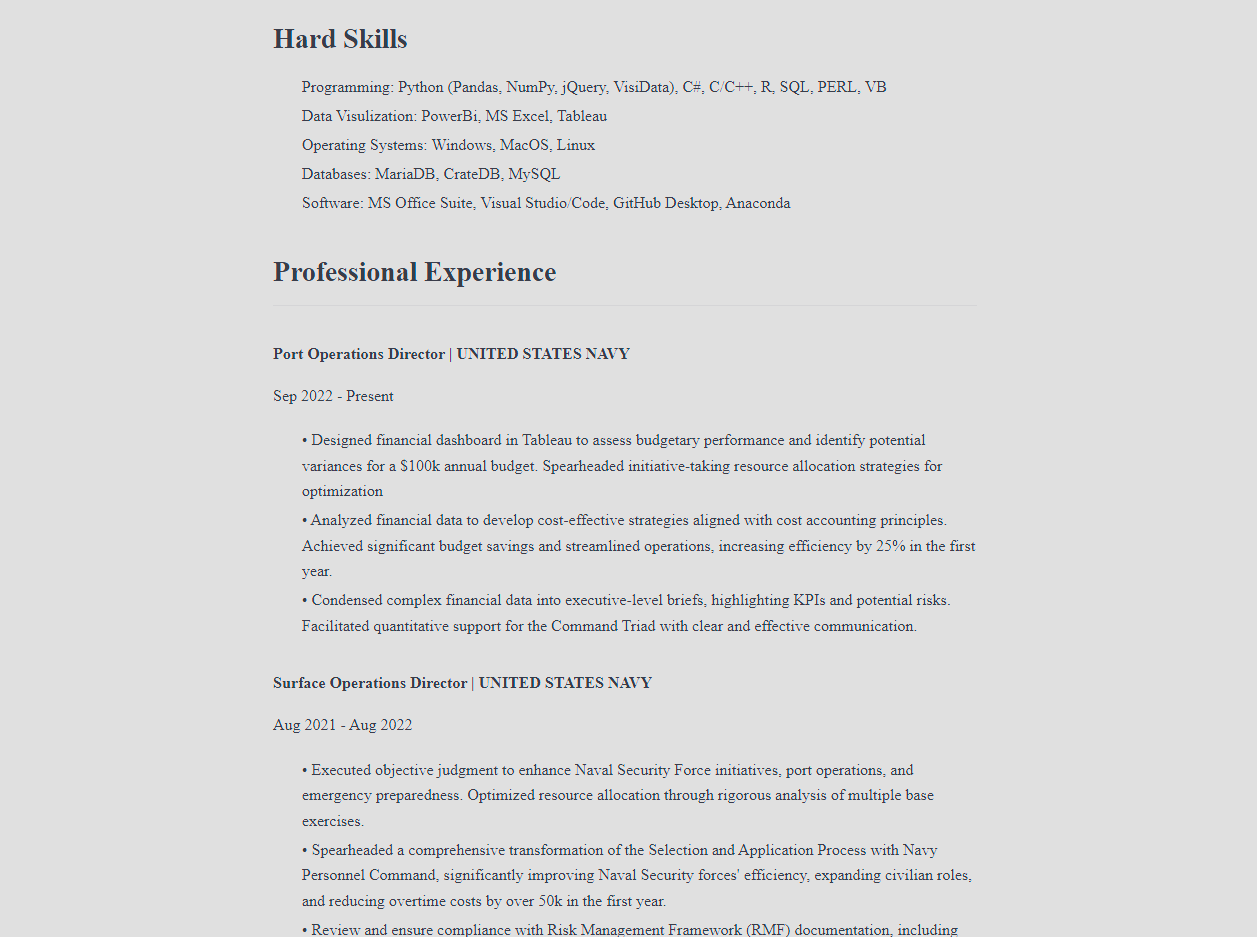 Hard Skills
Programming: Python (Pandas, NumPy, jQuery, VisiData), C#, C/C++, R, SQL, PERL, VB
Data Visulization: PowerBi, MS Excel, Tableau
Operating Systems: Windows, MacOS, Linux
Databases: MariaDB, CrateDB, MySQL
Software: MS Office Suite, Visual Studio/Code, GitHub Desktop, Anaconda
Professional Experience
Port Operations Director | UNITED STATES NAVY
Sep 2022 - Present
• Designed financial dashboard in Tableau to assess budgetary performance and identify potential
variances for a $100k annual budget. Spearheaded initiative-taking resource allocation strategies for
optimization
• Analyzed financial data to develop cost-effective strategies aligned with cost accounting principles.
Achieved significant budget savings and streamlined operations, increasing efficiency by 25% in the first
year.
• Condensed complex financial data into executive-level briefs, highlighting KPIs and potential risks.
Facilitated quantitative support for the Command Triad with clear and effective communication.
Surface Operations Director | UNITED STATES NAVY
Aug 2021 - Aug 2022
• Executed objective judgment to enhance Naval Security Force initiatives, port operations, and
emergency preparedness. Optimized resource allocation through rigorous analysis of multiple base
exercises.
• Spearheaded a comprehensive transformation of the Selection and Application Process with Navy
Personnel Command, significantly improving Naval Security forces' efficiency, expanding civilian roles,
and reducing overtime costs by over 50k in the first year.
• Review and ensure compliance with Risk Management Framework (RMF) documentation, including